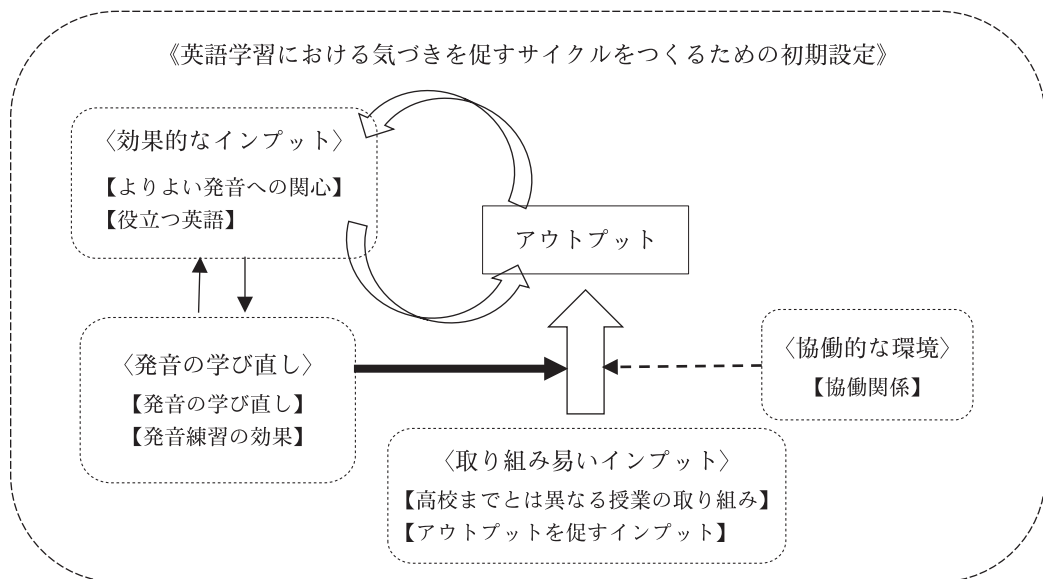 《英語学習における気づきを促すサイクルをつくるための初期設定》
〈効果的なインプット〉
【よりよい発音への関心】
【役立つ英語】
アウトプット
〈発音の学び直し〉
【発音の学び直し】
【発音練習の効果】
〈協働的な環境〉
【協働関係】
〈取り組み易いインプット〉
【高校までとは異なる授業の取り組み】
【アウトプットを促すインプット】